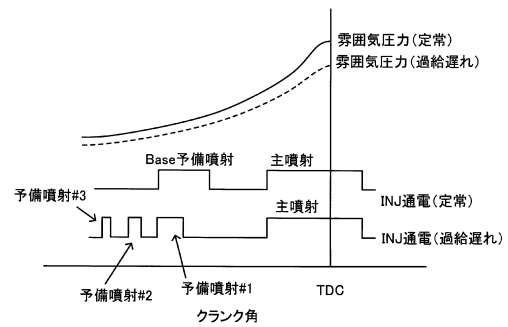 雰囲気圧力(定常)
雰囲気圧力(過給遅れ)
Base予備噴射
主噴射
INJ通電(定常)
予備噴射#3
主噴射
INJ通電(過給遅れ)
予備噴射#2
予備噴射#1
TDC
クランク角